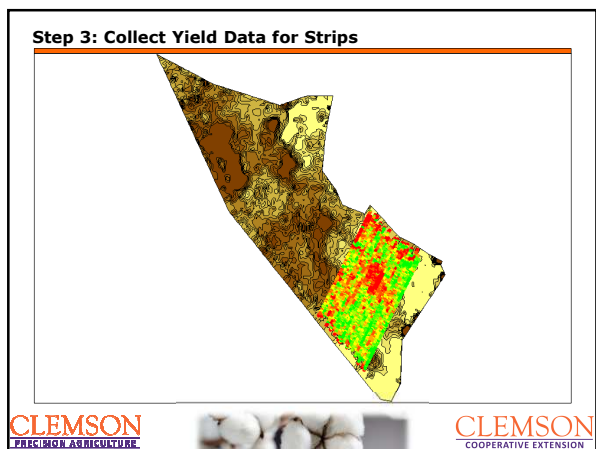 Step 3: Collect Yield Data for Strips
CLEMSON
PRECISION AGRICULTURE
CLEMSON
COOPERATIVE EXTENSION